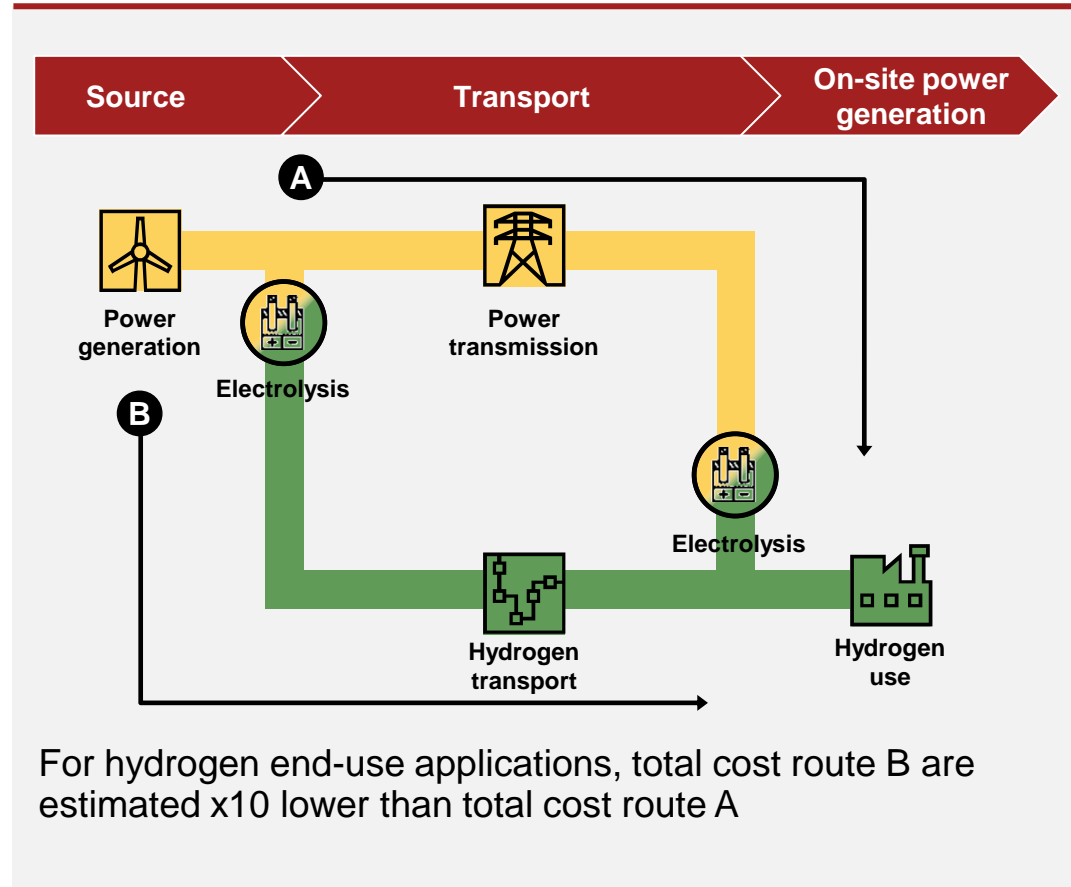 Source
Transport
On-site power
generation
A
Power
generation
Power
transmission
Electrolysis
B
Electrolysis
Hydrogen
transport
Hydrogen
use
For hydrogen end-use applications, total cost route B are
estimated x10 lower than total cost route A